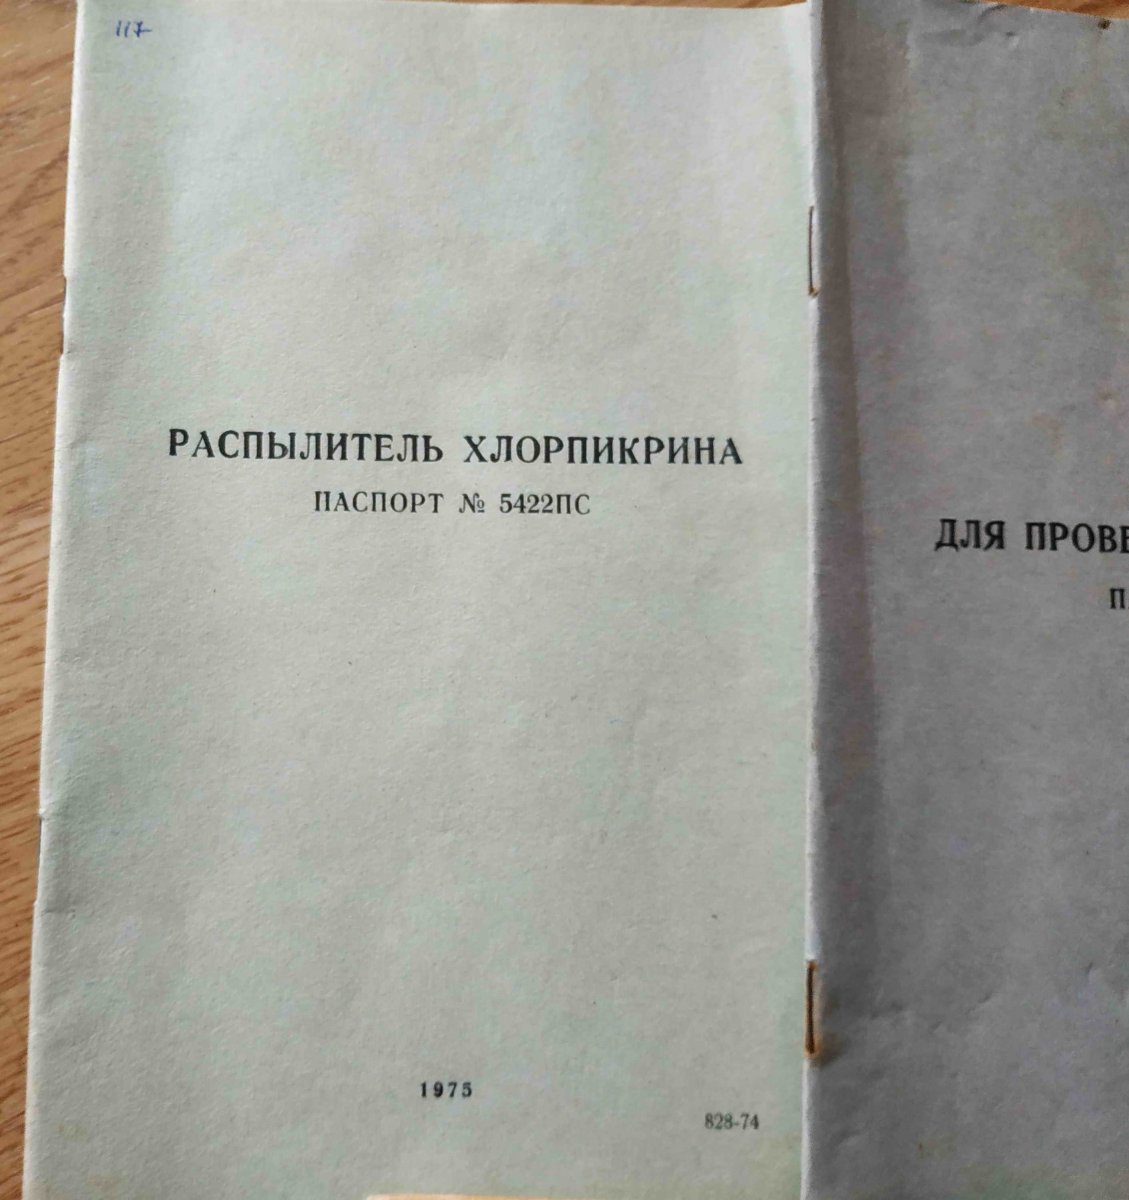 117
РАСПЫЛИТЕЛЬ ХЛОРПИКРИНА
ПАСПОРТ № 5422ПС
1975
828-74
ДЛЯ ПРОВЕ
П